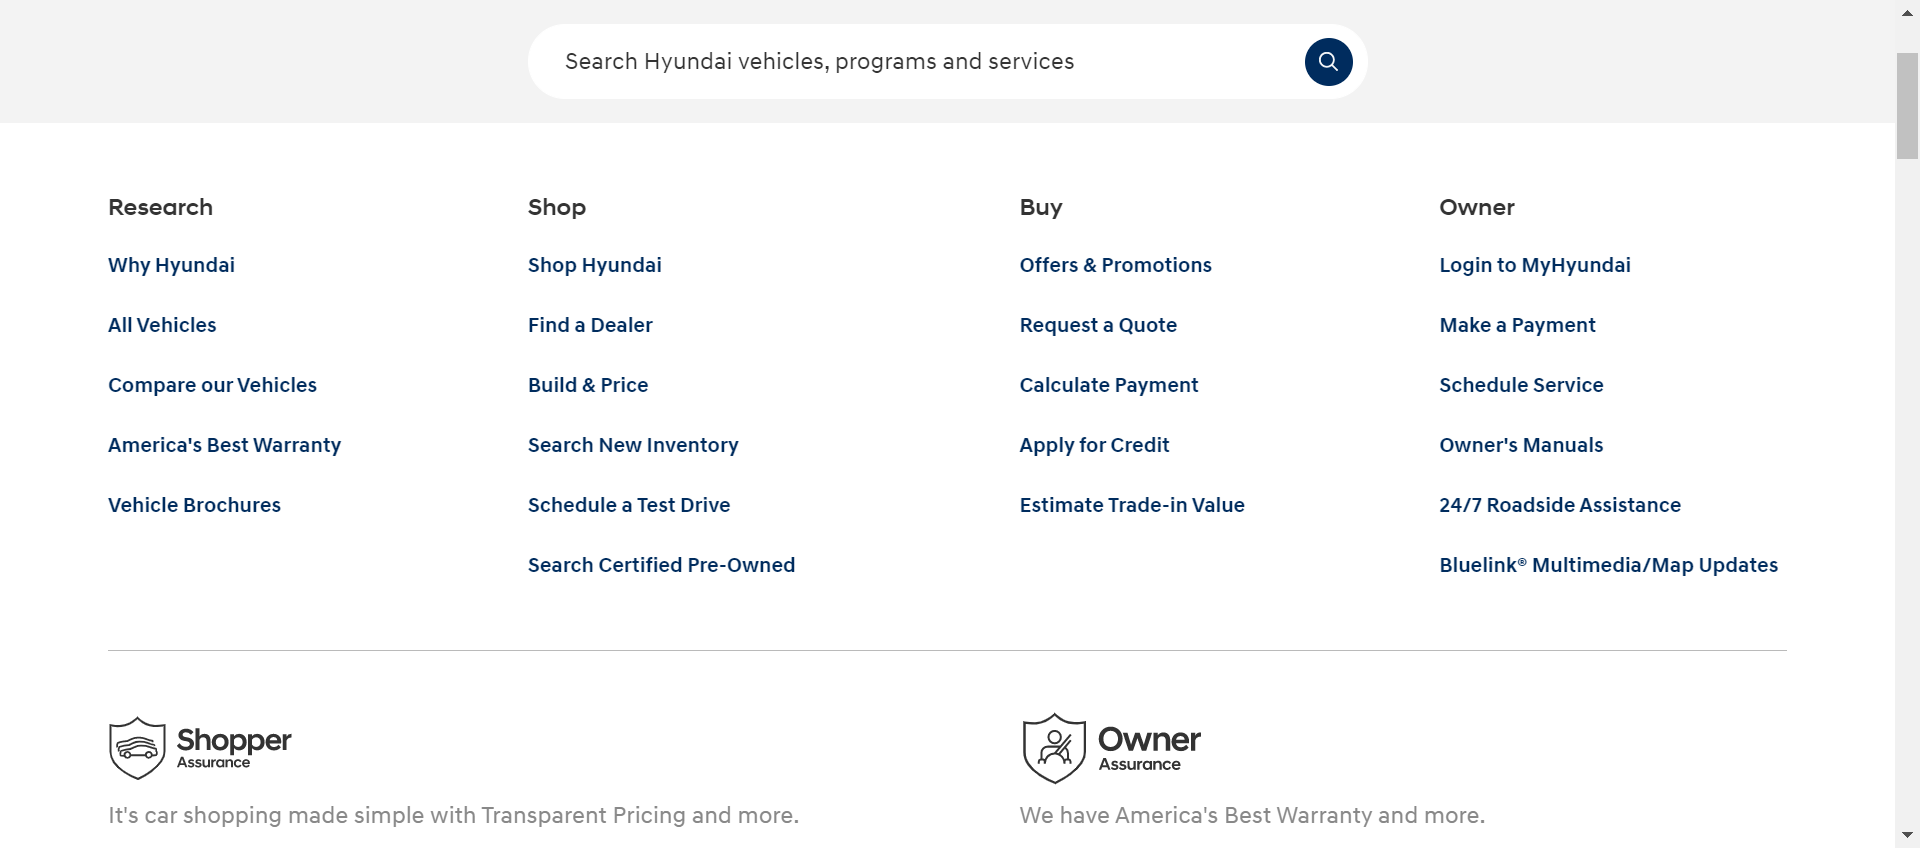 Search Hyundai vehicles, programs and services
Research
Why Hyundai
All Vehicles
Compare our Vehicles
America's Best Warranty
Vehicle Brochures
Shop
Shop Hyundai
Find a Dealer
Build & Price
Search New Inventory
Schedule a Test Drive
Search Certified Pre-Owned
Buy
Offers & Promotions
Request a Quote
Calculate Payment
Apply for Credit
Estimate Trade-in Value
Owner
Login to MyHyundai
Make a Payment
Schedule Service
Owner's Manuals
24/7 Roadside Assistance
Bluelink® Multimedia/Map Updates
Shopper
Assurance
It's car shopping made simple with Transparent Pricing and more.
Owner
Assurance
We have America's Best Warranty and more.